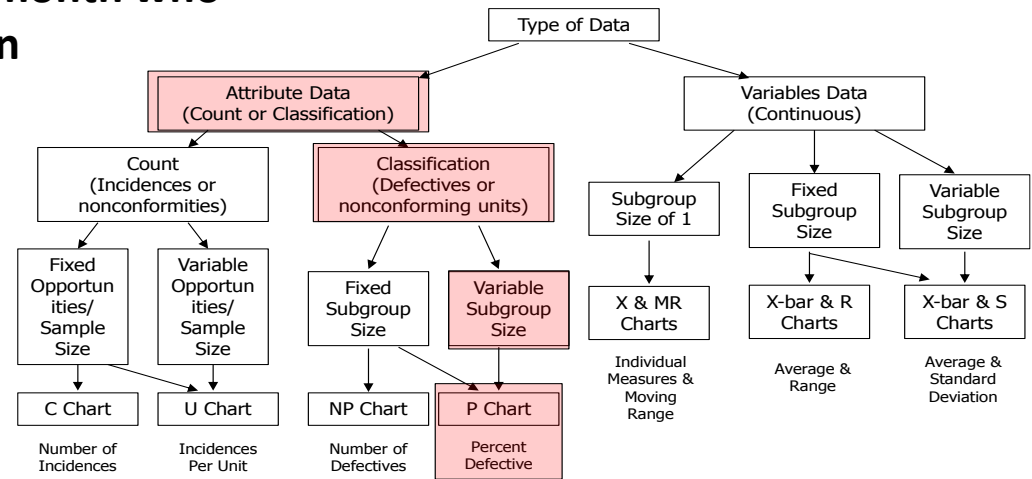 n
Type of Data
Attribute Data
(Count or Classification)
Variables Data
(Continuous)
Count
(Incidences or
nonconformities)
Classification
(Defectives or
nonconforming units)
Subgroup
Size of 1
Fixed
Subgroup
Size
Variable
Subgroup
Size
Fixed
Opportun
ities/
Sample
Size
Variable
Opportun
ities/
Sample
Size
Fixed
Subgroup
Size
Variable
Subgroup
Size
X & MR
Charts
X-bar & R
Charts
X-bar & S
Charts
Individual
Measures &
Moving
Range
Average &
Range
Average &
Standard
Deviation
C Chart
U Chart
NP Chart
P Chart
Number of
Incidences
Incidences
Per Unit
Number of
Defectives
Percent
Defective